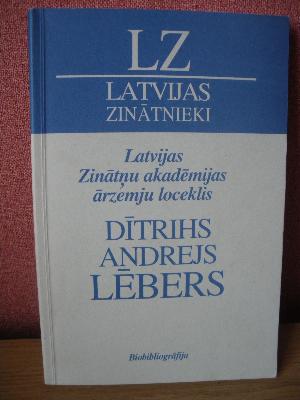 LZ
LATVIJAS
ZINĀTNIEKI
Latvijas
Zinātņu akadēmijas
ārzemju loceklis
DĪTRIHS
ANDREJS
LĒBERS
Biobibliogrāfija